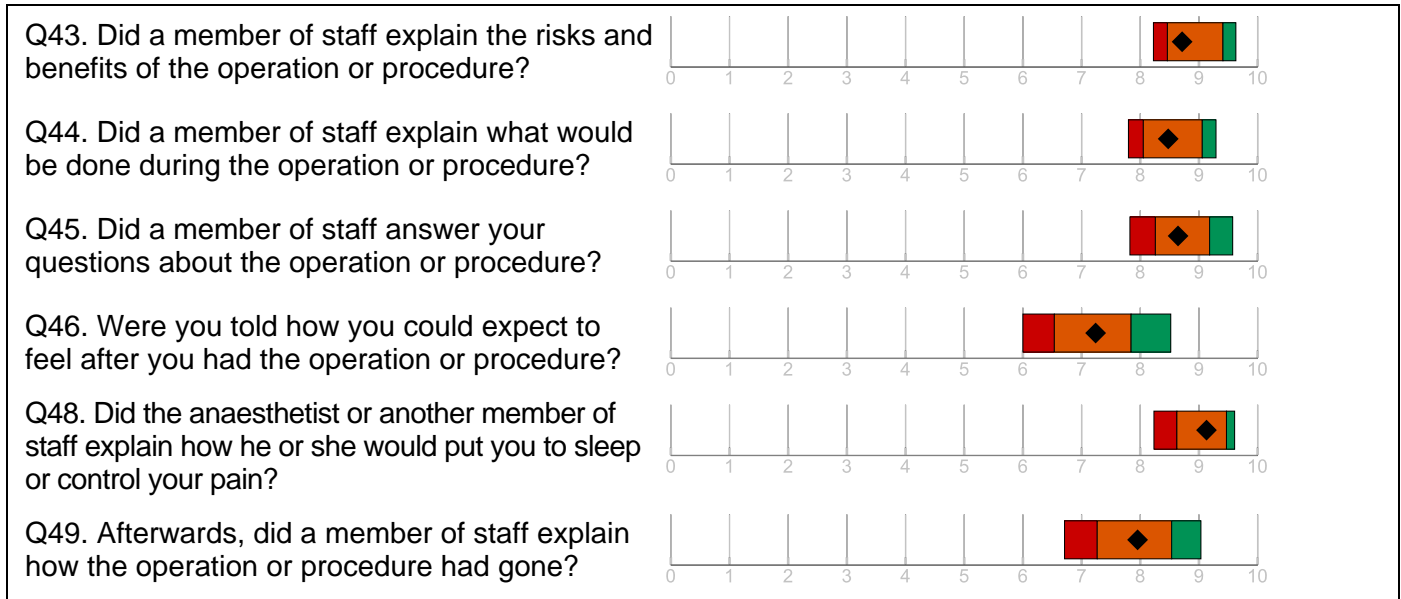 Q43. Did a member of staff explain the risks and
benefits of the operation or procedure?
0 1 2 3 4 5 6 7 8 9 10
Q44. Did a member of staff explain what would
be done during the operation or procedure?
0 1 2 3 4 5 6 7 8 9 10
Q45. Did a member of staff answer your
questions about the operation or procedure?
0 1 2 3 4 5 6 7 8 9 10
Q46. Were you told how you could expect to
feel after you had the operation or procedure?
0 1 2 3 4 5 6 7 8 9 10
Q48. Did the anaesthetist or another member of
staff explain how he or she would put you to sleep
or control your pain?
0 1 2 3 4 5 6 7 8 9 10
Q49. Afterwards, did a member of staff explain
how the operation or procedure had gone?
0 1 2 3 4 5 6 7 8 9 10